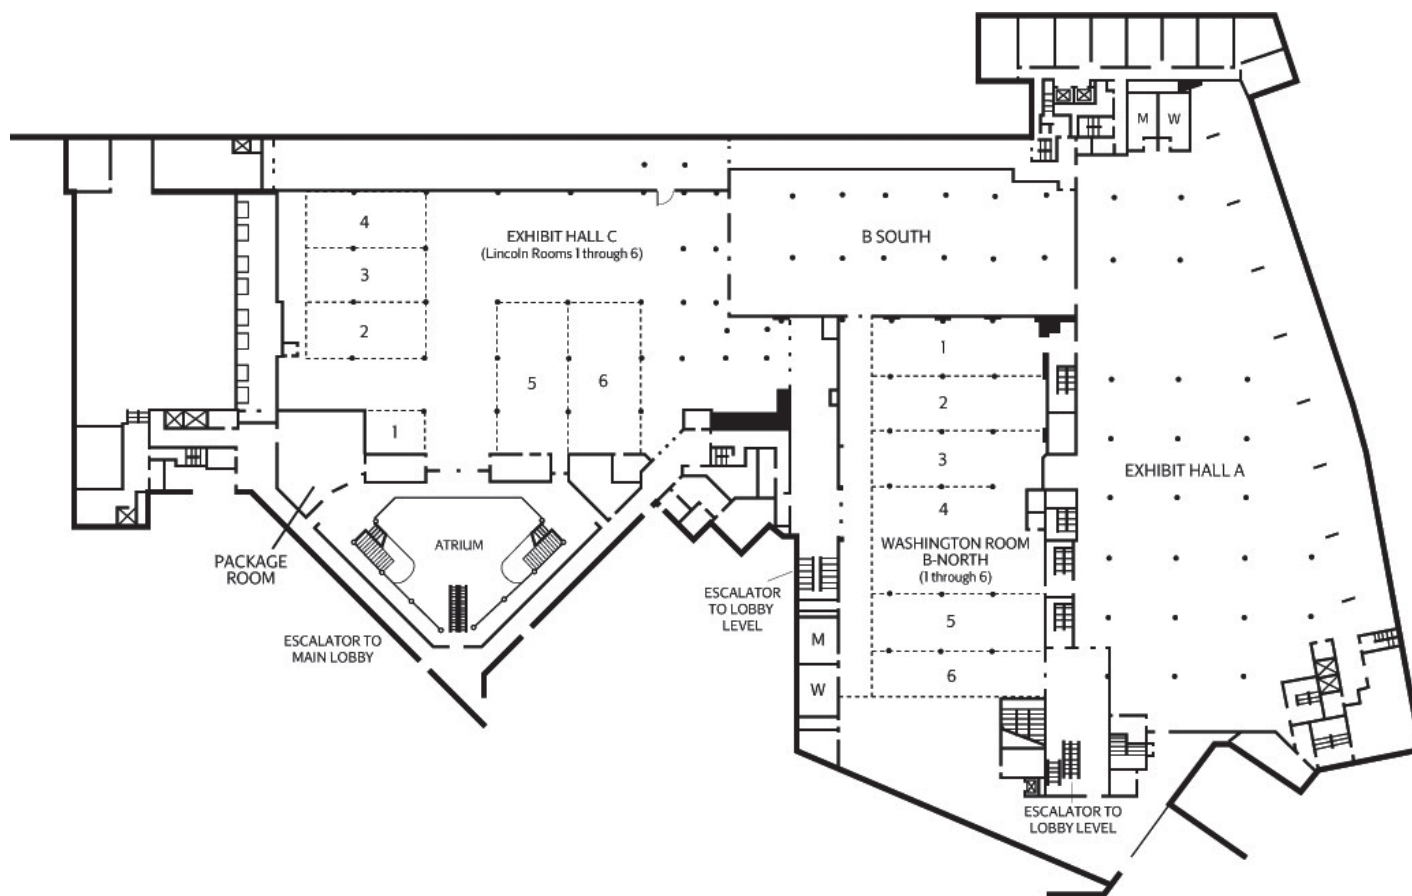 M W
4
EXHIBIT HALL C
(Lincoln Rooms 1 through 6)
B SOUTH
3
2
1
5 6
1
2
3
4
EXHIBIT HALL A
WASHINGTON ROOM
B-NORTH
(1 through 6)
5
6
ATRIUM
PACKAGE
ROOM
ESCALATOR TO
MAIN LOBBY
ESCALATOR
TO LOBBY
LEVEL
M
W
ESCALATOR TO
LOBBY LEVEL